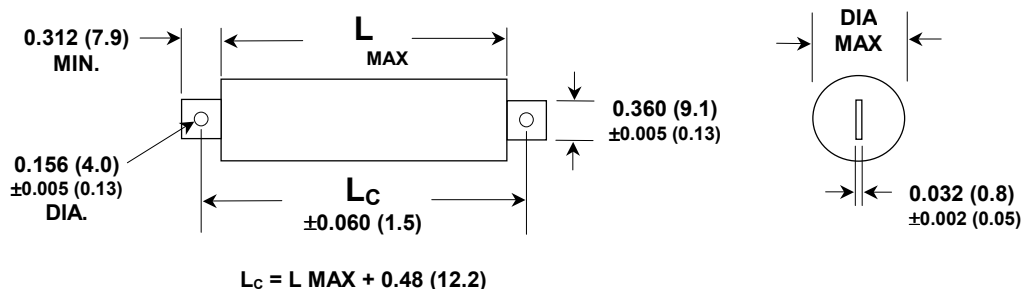 0.312 (7.9)
MIN.
L
MAX
DIA
MAX
0.360 (9.1)
±0.005 (0.13)
0.156 (4.0)
±0.005 (0.13)
DIA.
LC
±0.060 (1.5)
0.032 (0.8)
±0.002 (0.05)
LC = L MAX + 0.48 (12.2)